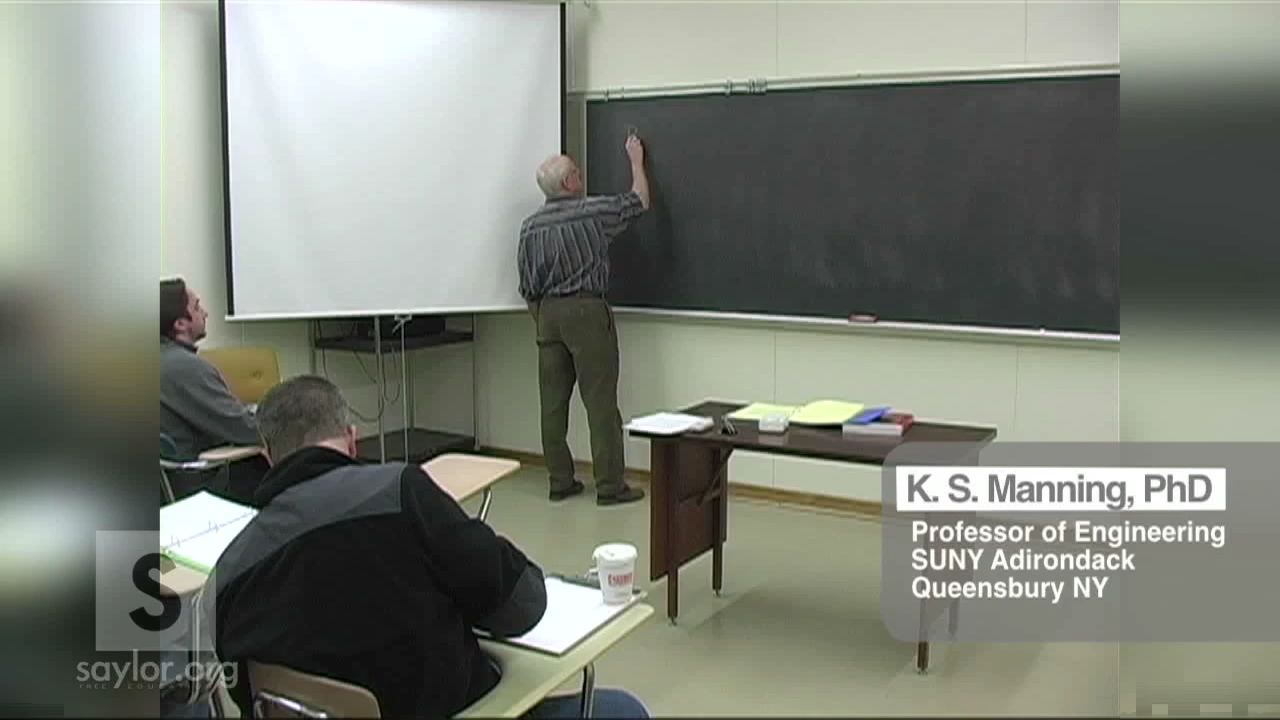 K. S. Manning, PhD
Professor of Engineering
SUNY Adirondack
Queensbury NY
S
saylor.org